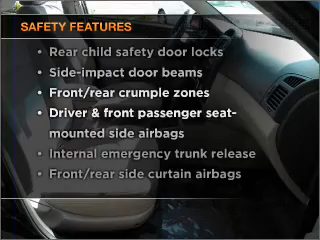 SAFETY FEATURES
• Rear child safety door locks
• Side-impact door beams
• Front/rear crumple zones
• Driver & front passenger seat-
mounted side airbags
• Internal emergency trunk release
• Front/rear side curtain airbags